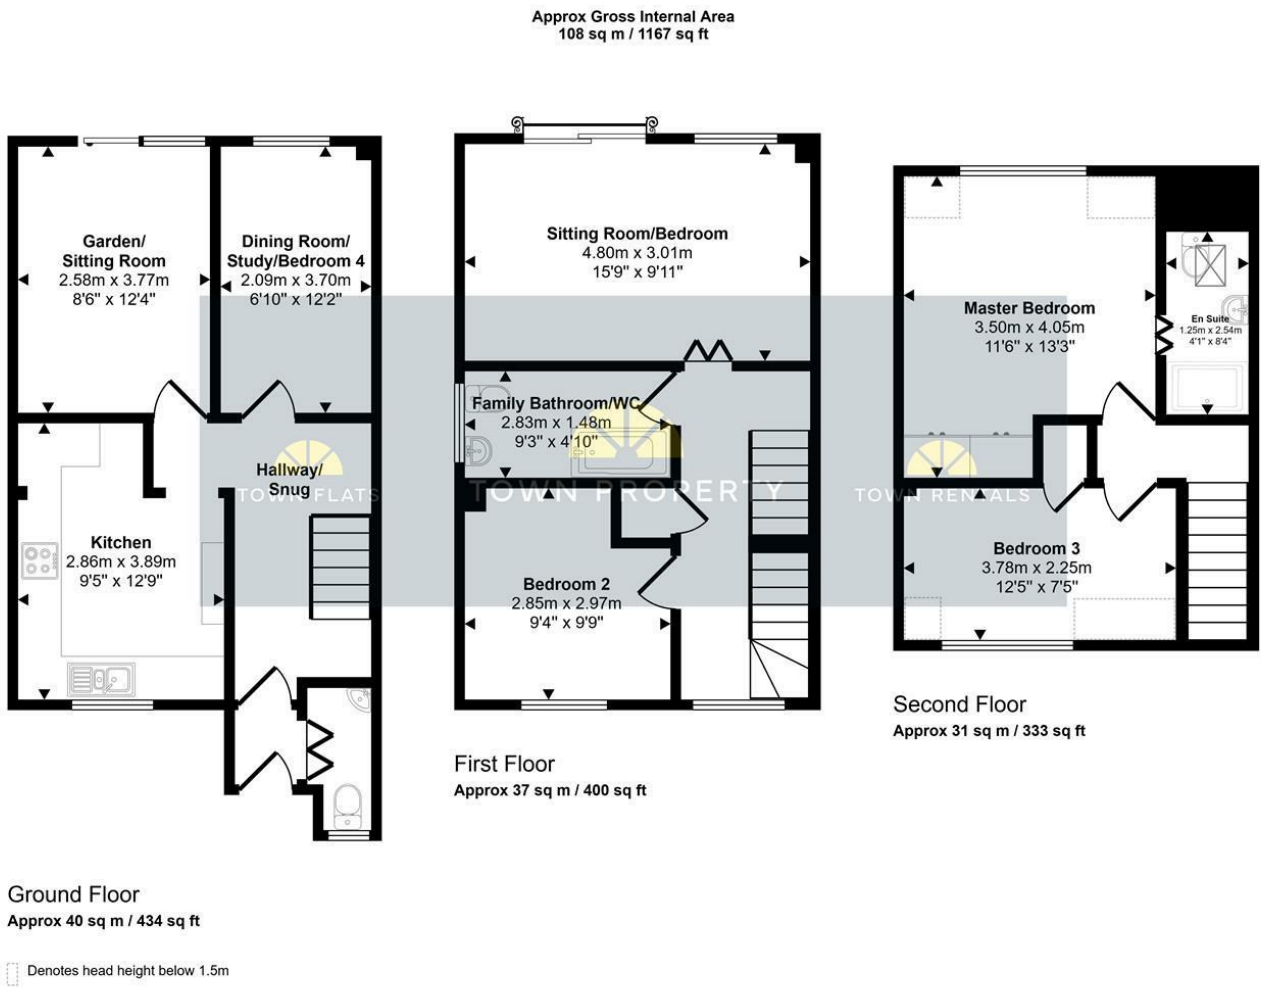 Approx Gross Internal Area
108 sq m / 1167 sq ft
Garden/
Sitting Room
2.58m x 3.77m
8'6" x 12'4"
Dining Room/
Study/Bedroom 4
2.09m x 3.70m
6'10" x 12'2"
Hallway/
Snug
Kitchen
2.86m x 3.89m
9'5" x 12'9"
TOWN FLATS
Ground Floor
Approx 40 sq m / 434 sq ft
Denotes head height below 1.5m
Sitting Room/Bedroom
4.80m x 3.01m
15'9" x 9'11"
Family Bathroom/WC
2.83m x 1.48m
9'3" x 4'10"
TOWN PROPERTY
Bedroom 2
2.85m x 2.97m
9'4" x 9'9"
First Floor
Approx 37 sq m / 400 sq ft
Master Bedroom
3.50m x 4.05m
11'6" x 13'3"
En Suite
1.25m x 2.54m
4'1" x 8'4"
TOWN RENTALS
Bedroom 3
3.78m x 2.25m
12'5" x 7'5"
Second Floor
Approx 31 sq m / 333 sq ft